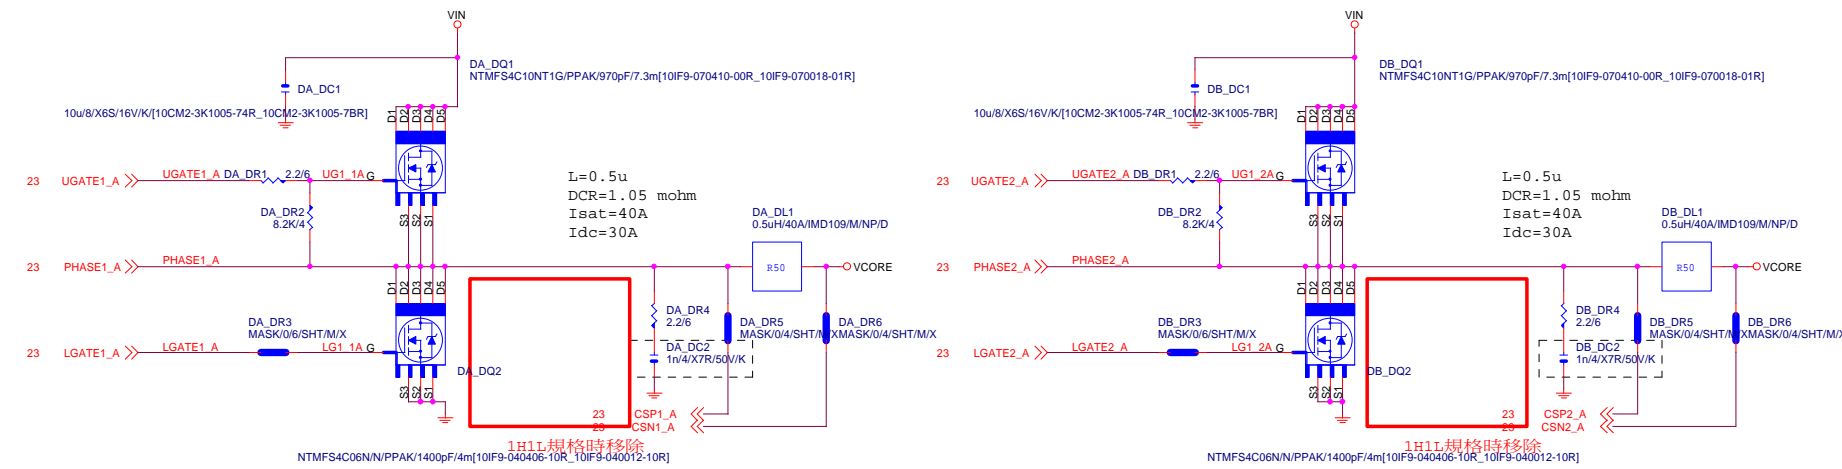 VIN
DA_DQ1
NTMFS4C10NT1G/PPAK/970pF/7.3m[10IF9-070410-00R_10IF9-070018-01R]
DA_DC1
10u/8/X6S/16V/K/[10CM2-3K1005-74R_10CM2-3K1005-7BR]
D1
D2
D3
D4
D5
23 UGATE1_A UGATE1_A DA_DR1 2.2/6 UG1_1A G
DA_DR2
8.2K/4
S3
S2
S1
L=0.5u
DCR=1.05 mohm
Isat=40A
Idc=30A
DA_DL1
0.5uH/40A/IMD109/M/NP/D
R50
VCORE
23 PHASE1_A PHASE1_A
D1
D2
D3
D4
D5
DA_DR3
MASK/0/6/SHT/M/X
23 LGATE1_A LGATE1_A LG1_1A G
DA_DQ2
S3
S2
S1
DA_DR4
2.2/6
DA_DC2
1n/4/X7R/50V/K
DA_DR5
MASK/0/4/SHT/M/X
DA_DR6
MASK/0/4/SHT/M/X
23 CSP1_A
23 CSN1_A
1H1L規格時移除
NTMFS4C06N/N/PPAK/1400pF/4m[10IF9-040406-10R_10IF9-040012-10R]
VIN
DB_DQ1
NTMFS4C10NT1G/PPAK/970pF/7.3m[10IF9-070410-00R_10IF9-070018-01R]
DB_DC1
10u/8/X6S/16V/K/[10CM2-3K1005-74R_10CM2-3K1005-7BR]
D1
D2
D3
D4
D5
23 UGATE2_A UGATE2_A DB_DR1 2.2/6 UG1_2A G
DB_DR2
8.2K/4
S3
S2
S1
L=0.5u
DCR=1.05 mohm
Isat=40A
Idc=30A
DB_DL1
0.5uH/40A/IMD109/M/NP/D
R50
VCORE
23 PHASE2_A PHASE2_A
D1
D2
D3
D4
D5
DB_DR3
MASK/0/6/SHT/M/X
23 LGATE2_A LGATE2_A LG1_2A G
DB_DQ2
S3
S2
S1
DB_DR4
2.2/6
DB_DC2
1n/4/X7R/50V/K
DB_DR5
MASK/0/4/SHT/M/X
DB_DR6
MASK/0/4/SHT/M/X
23 CSP2_A
23 CSN2_A
1H1L規格時移除
NTMFS4C06N/N/PPAK/1400pF/4m[10IF9-040406-10R_10IF9-040012-10R]